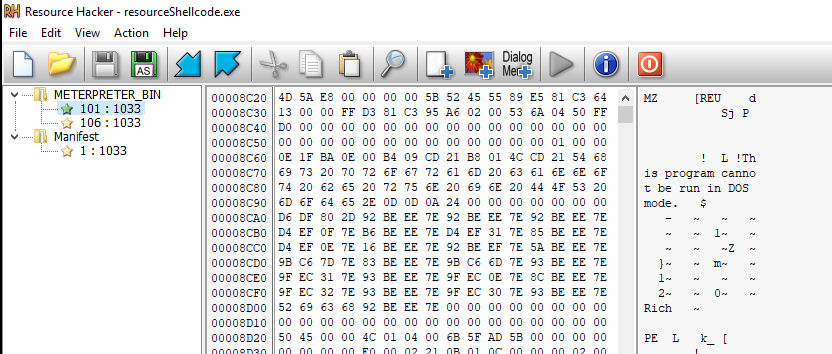 Resource Hacker - resourceShellcode.exe
File Edit View Action Help
AS
Dialog
Mer
METERPRETER_BIN
101 : 1033
106 : 1033
Manifest
1 : 1033
00008C20 4D 5A E8 00 00 00 00 5B 52 45 55 89 E5 81 C3 64 MZ [REU d
00008C30 13 00 00 FF D3 81 C3 95 A6 02 00 53 6A 04 50 FF Sj P
00008C40 D0 00 00 00 00 00 00 00 00 00 00 00 00 00 00 00
00008C50 00 00 00 00 00 00 00 00 00 00 00 00 00 01 00 00
00008C60 0E 1F BA 0E 00 B4 09 CD 21 B8 01 4C CD 21 54 68 ! L !Th
00008C70 69 73 20 70 72 6F 67 72 61 6D 20 63 61 6E 6E 6F is program canno
00008C80 74 20 62 65 20 72 75 6E 20 69 6E 20 44 4F 53 20 t be run in DOS
00008C90 6D 6F 64 65 2E 0D 0D 0A 24 00 00 00 00 00 00 00 mode. $
00008CA0 D6 DF 80 2D 92 BE EE 7E 92 BE EE 7E 92 BE EE 7E - ~ ~ ~
00008CB0 D4 EF 0F 7E B6 BE EE 7E D4 EF 31 7E 85 BE EE 7E ~ ~ 1~ ~
00008CC0 D4 EF 0E 7E 16 BE EE 7E 92 BE EF 7E 5A BE EE 7E ~ ~ ~Z ~
00008CD0 9B C6 7D 7E 83 BE EE 7E 9B C6 6D 7E 93 BE EE 7E }~ ~ m~ ~
00008CE0 9F EC 31 7E 93 BE EE 7E 9F EC 0E 7E 8C BE EE 7E 1~ ~ ~ ~
00008CF0 9F EC 32 7E 93 BE EE 7E 9F EC 30 7E 93 BE EE 7E 2~ ~ 0~ ~
00008D00 52 69 63 68 92 BE EE 7E 00 00 00 00 00 00 00 00 Rich ~
00008D10 00 00 00 00 00 00 00 00 00 00 00 00 00 00 00 00
00008D20 50 45 00 00 4C 01 04 00 6B 5F AD 5B 00 00 00 00 PE L k_ [
00008D30 00 00 00 00 E0 00 02 21 0B 01 0C 00 00 00 02 00 !